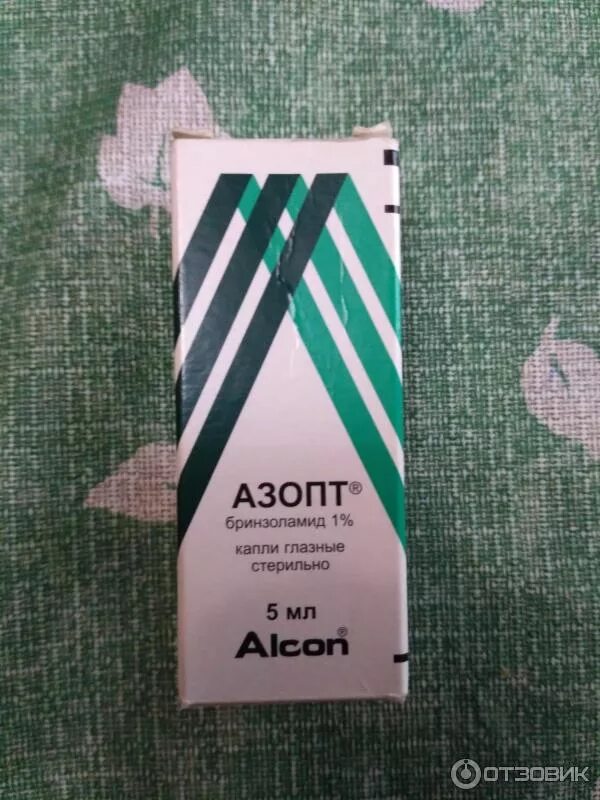 АЗОПТ®
бринзоламид 1%
капли глазные
стерильно
5 мл
Alcon®
ОТЗОВИК